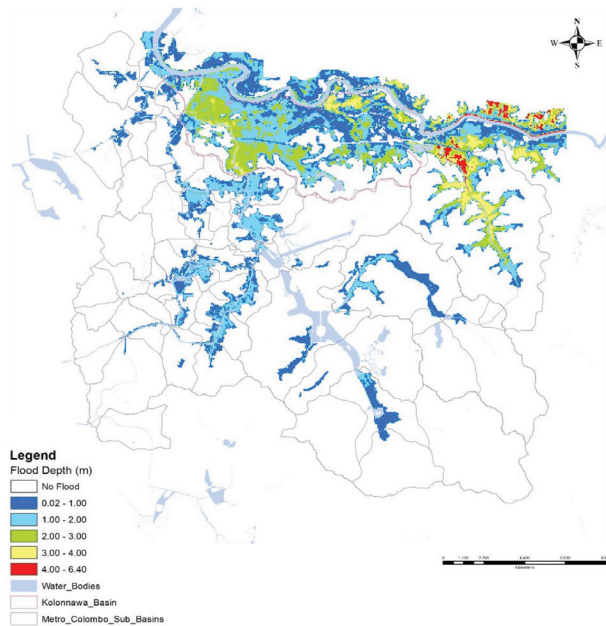 N
W E
S
Legend
Flood Depth (m)
No Flood
0.02 - 1.00
1.00 - 2.00
2.00 - 3.00
3.00 - 4.00
4.00 - 6.40
Water_Bodies
Kolonnawa_Basin
Metro_Colombo_Sub_Basins